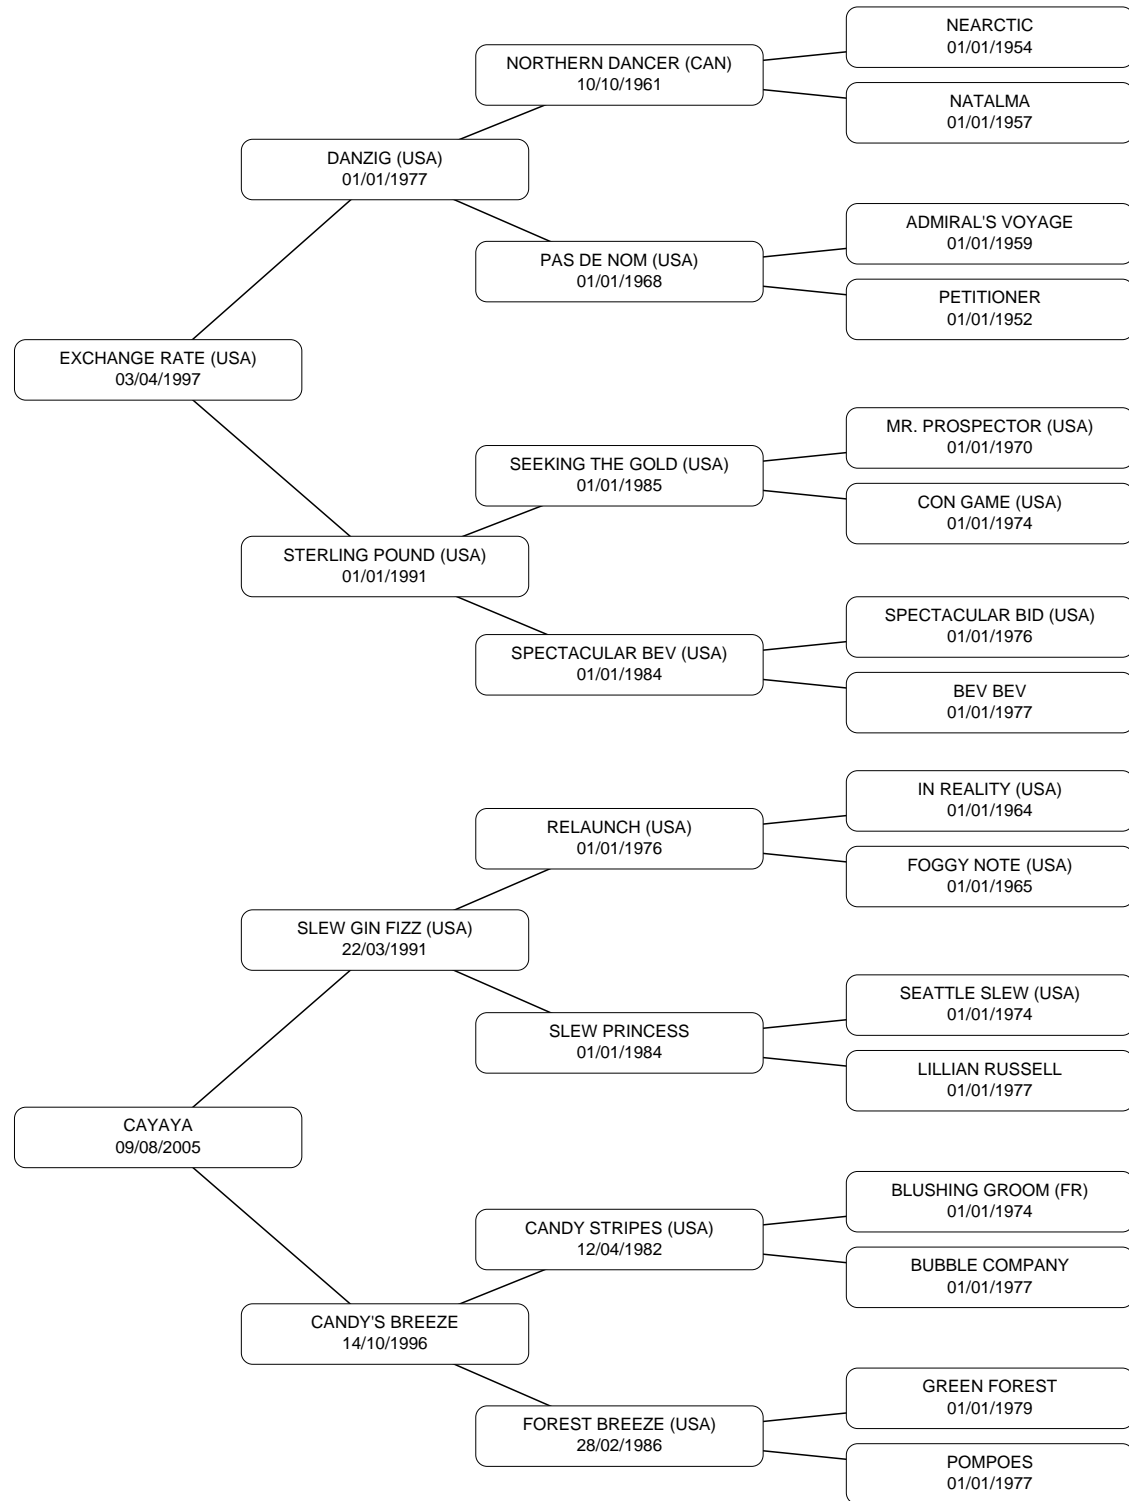 NEARCTIC
01/01/1954
NORTHERN DANCER (CAN)
10/10/1961
NATALMA
01/01/1957
DANZIG (USA)
01/01/1977
ADMIRAL'S VOYAGE
01/01/1959
PAS DE NOM (USA)
01/01/1968
PETITIONER
01/01/1952
EXCHANGE RATE (USA)
03/04/1997
MR. PROSPECTOR (USA)
01/01/1970
SEEKING THE GOLD (USA)
01/01/1985
CON GAME (USA)
01/01/1974
STERLING POUND (USA)
01/01/1991
SPECTACULAR BID (USA)
01/01/1976
SPECTACULAR BEV (USA)
01/01/1984
BEV BEV
01/01/1977
IN REALITY (USA)
01/01/1964
RELAUNCH (USA)
01/01/1976
FOGGY NOTE (USA)
01/01/1965
SLEW GIN FIZZ (USA)
22/03/1991
SEATTLE SLEW (USA)
01/01/1974
SLEW PRINCESS
01/01/1984
LILLIAN RUSSELL
01/01/1977
CAYAYA
09/08/2005
BLUSHING GROOM (FR)
01/01/1974
CANDY STRIPES (USA)
12/04/1982
BUBBLE COMPANY
01/01/1977
CANDY'S BREEZE
14/10/1996
GREEN FOREST
01/01/1979
FOREST BREEZE (USA)
28/02/1986
POMPOES
01/01/1977